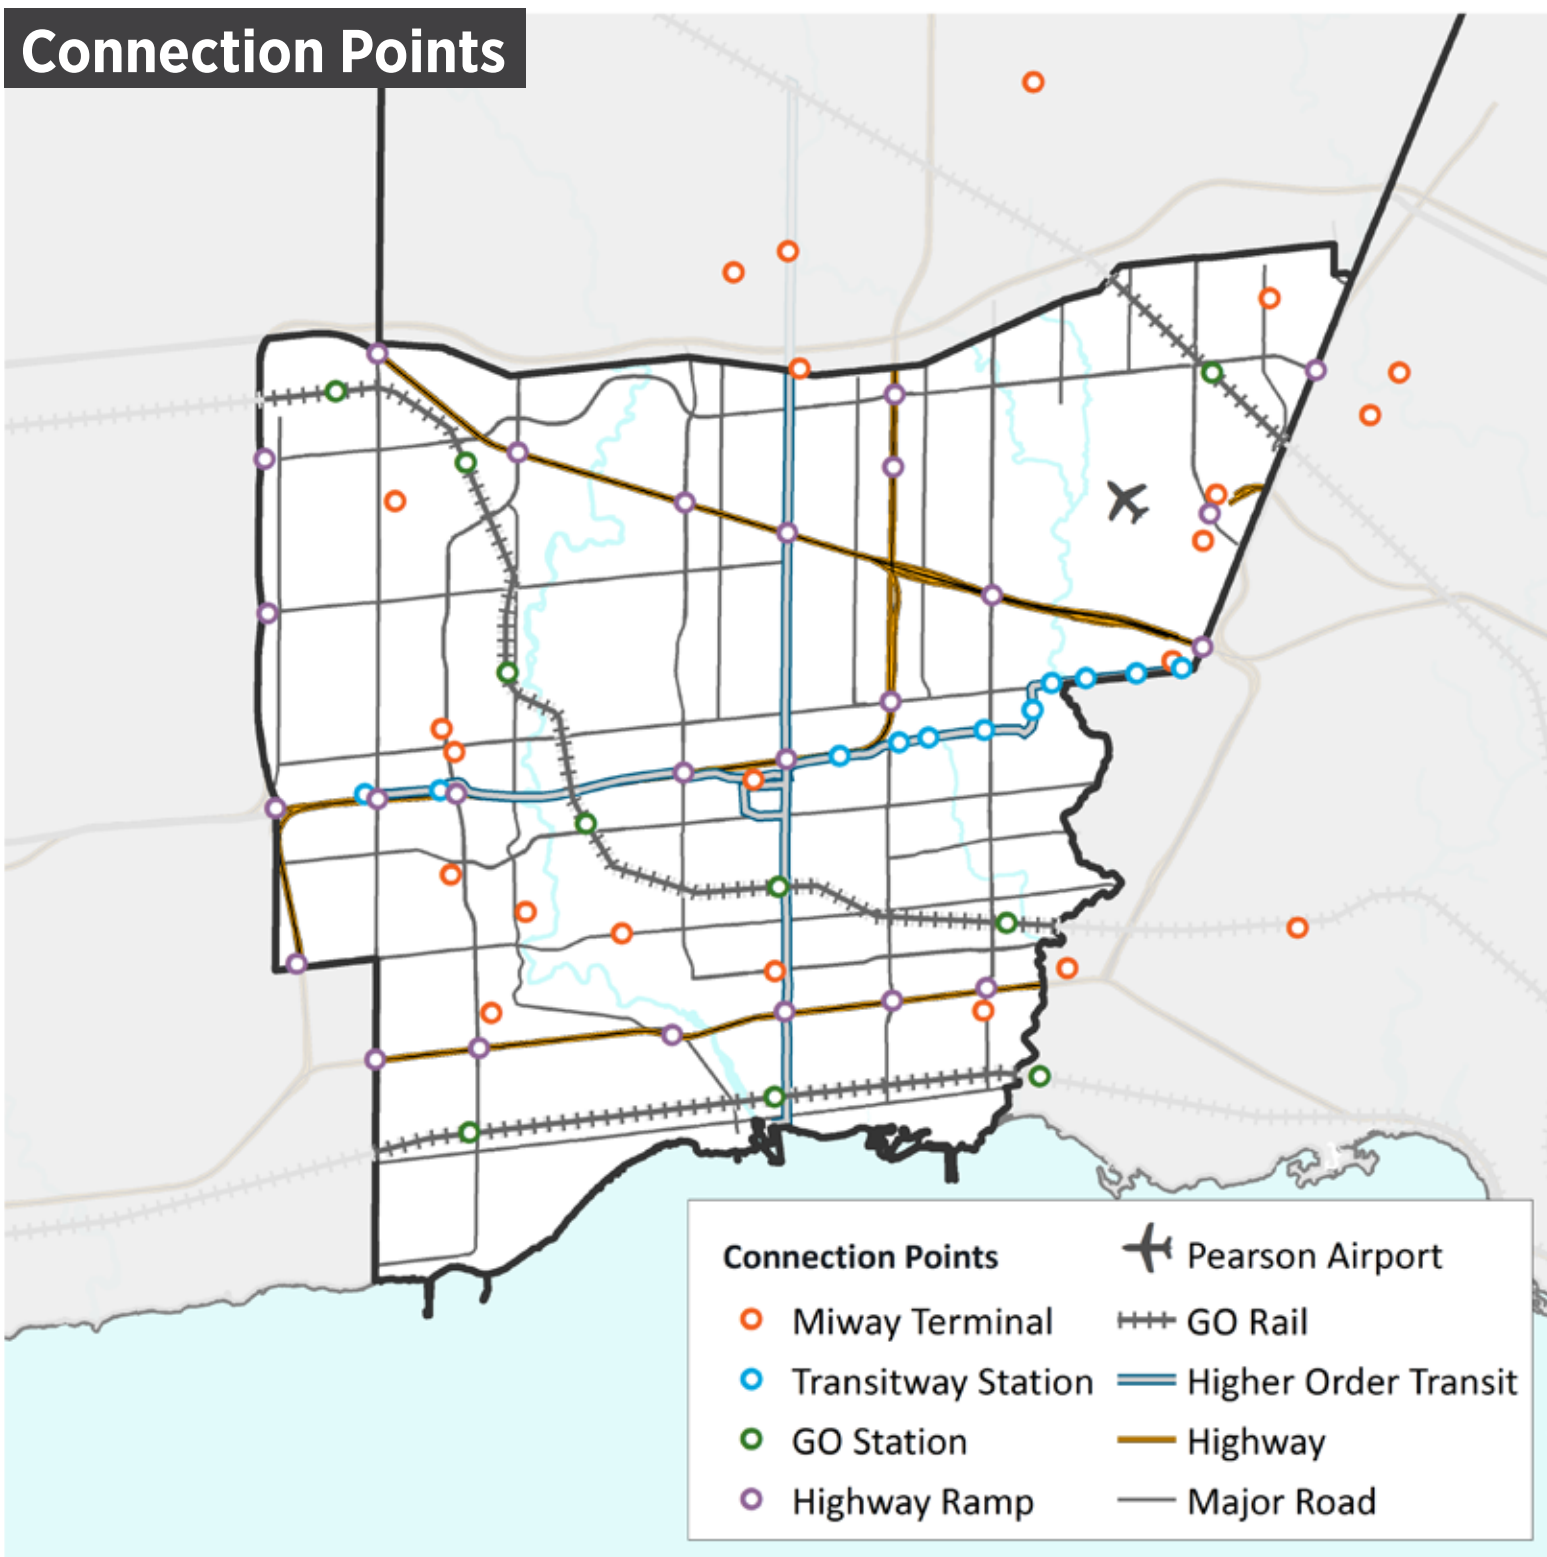 Connection Points
Connection Points
Miway Terminal
Transitway Station
GO Station
Highway Ramp
Pearson Airport
GO Rail
Higher Order Transit
Highway
Major Road